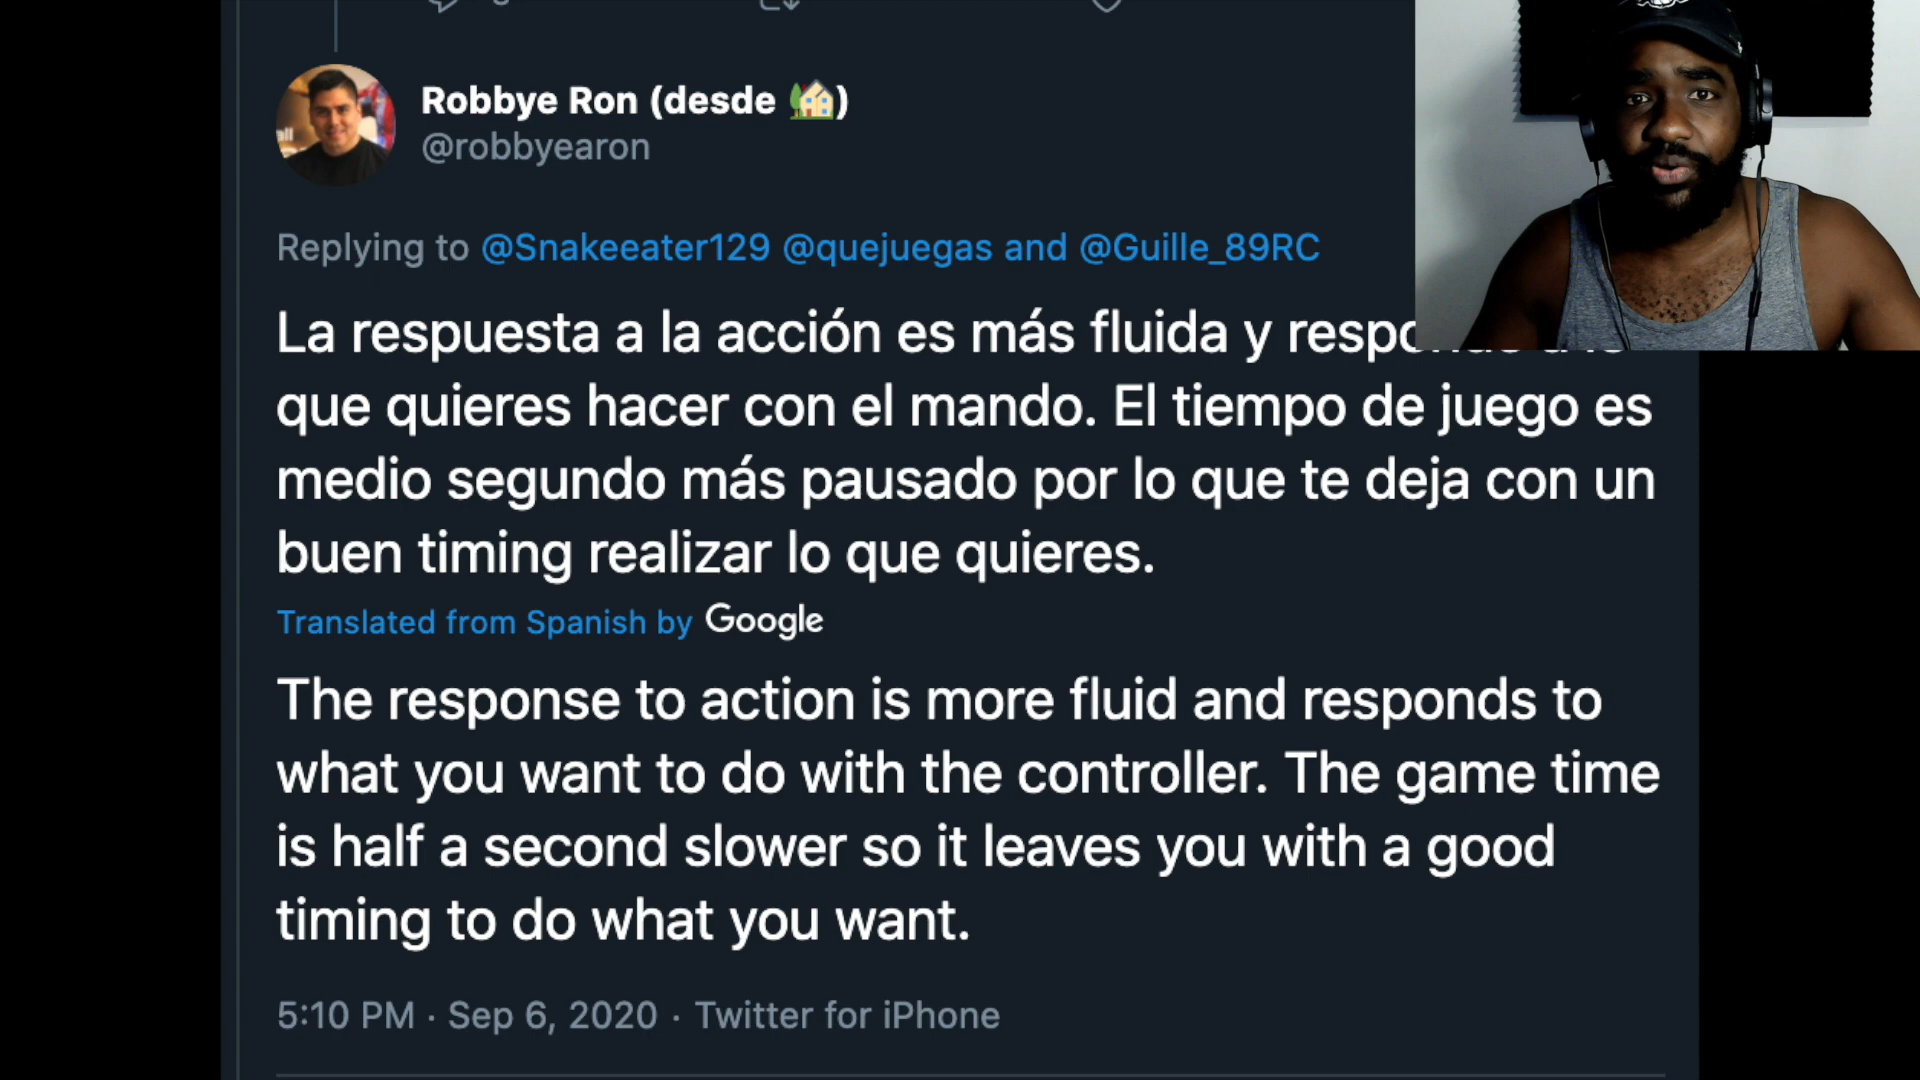 Robbye Ron (desde 🏡)
@robbyearon
Replying to @Snakeeater129 @quejuegas and @Guille_89RC
La respuesta a la acción es más fluida y
que quieres hacer con el mando. El tiempo de juego es
medio segundo más pausado por lo que te deja con un
buen timing realizar lo que quieres.
Translated from Spanish by Google
The response to action is more fluid and responds to
what you want to do with the controller. The game time
is half a second slower so it leaves you with a good
timing to do what you want.
5:10 PM · Sep 6, 2020 · Twitter for iPhone